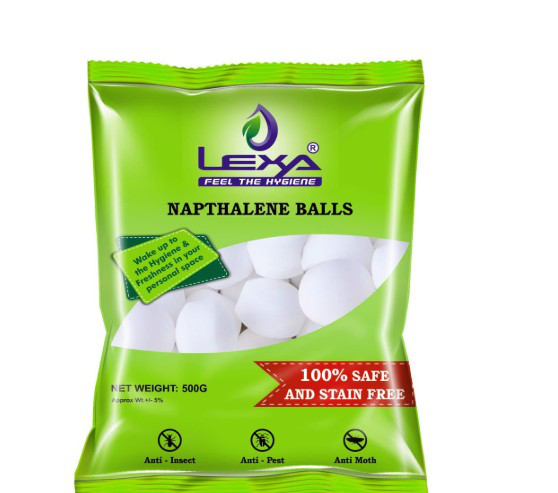 LEXA®
FEEL THE HYGIENE
NAPTHALENE BALLS
Wake up to
the Hygiene &
Freshness in your
personal space
NET WEIGHT: 500G
Approx Wt.+/- 5%
100% SAFE
AND STAIN FREE
Anti - Insect
Anti - Pest
Anti Moth